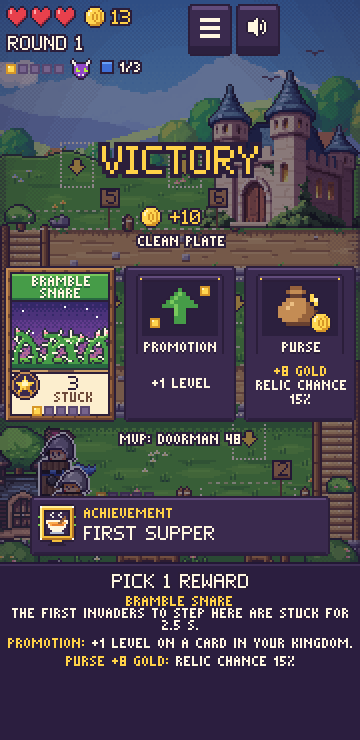 13
ROUND 1
1/3
VICTORY
5
6
+10
CLEAN PLATE
BRAMBLE
SNARE
3
STUCK
PROMOTION
+1 LEVEL
PURSE
+8 GOLD
RELIC CHANCE
15%
MVP: DOORMAN 48
2
ACHIEVEMENT
FIRST SUPPER
PICK 1 REWARD
BRAMBLE SNARE
THE FIRST INVADERS TO STEP HERE ARE STUCK FOR
2.5 S.
PROMOTION: +1 LEVEL ON A CARD IN YOUR KINGDOM.
PURSE +8 GOLD: RELIC CHANCE 15%